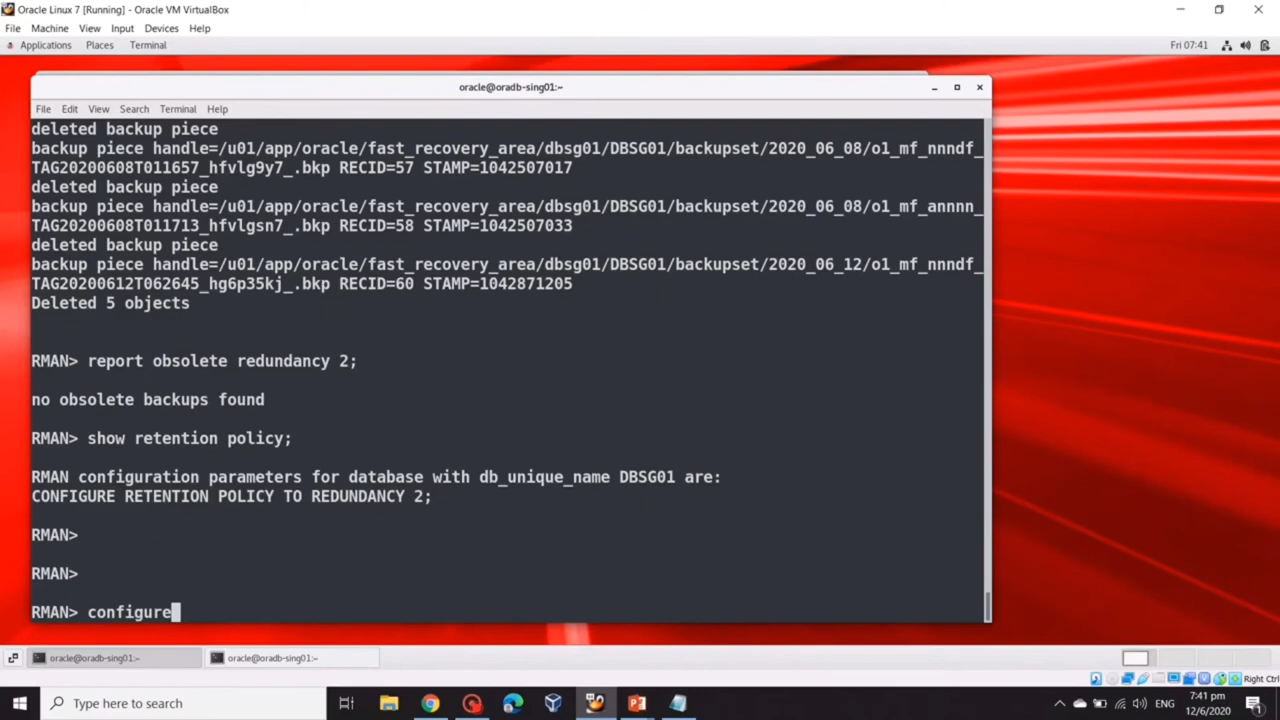 Oracle Linux 7 [Running] - Oracle VM VirtualBox
File Machine View Input Devices Help
Applications Places Terminal Fri 07:41
oracle@oradb-sing01:~
File Edit View Search Terminal Help
deleted backup piece
backup piece handle=/u01/app/oracle/fast_recovery_area/dbsg01/DBSG01/backupset/2020_06_08/o1_mf_nnndf_
TAG20200608T011657_hfvlg9y7_.bkp RECID=57 STAMP=1042507017
deleted backup piece
backup piece handle=/u01/app/oracle/fast_recovery_area/dbsg01/DBSG01/backupset/2020_06_08/o1_mf_annnn_
TAG20200608T011713_hfvlgsn7_.bkp RECID=58 STAMP=1042507033
deleted backup piece
backup piece handle=/u01/app/oracle/fast_recovery_area/dbsg01/DBSG01/backupset/2020_06_12/o1_mf_nnndf_
TAG20200612T062645_hg6p35kj_.bkp RECID=60 STAMP=1042871205
Deleted 5 objects
RMAN> report obsolete redundancy 2;
no obsolete backups found
RMAN> show retention policy;
RMAN configuration parameters for database with db_unique_name DBSG01 are:
CONFIGURE RETENTION POLICY TO REDUNDANCY 2;
RMAN>
RMAN>
RMAN> configure
oracle@oradb-sing01:~ oracle@oradb-sing01:~
Right Ctrl
Type here to search ENG 7:41 pm
12/6/2020 1